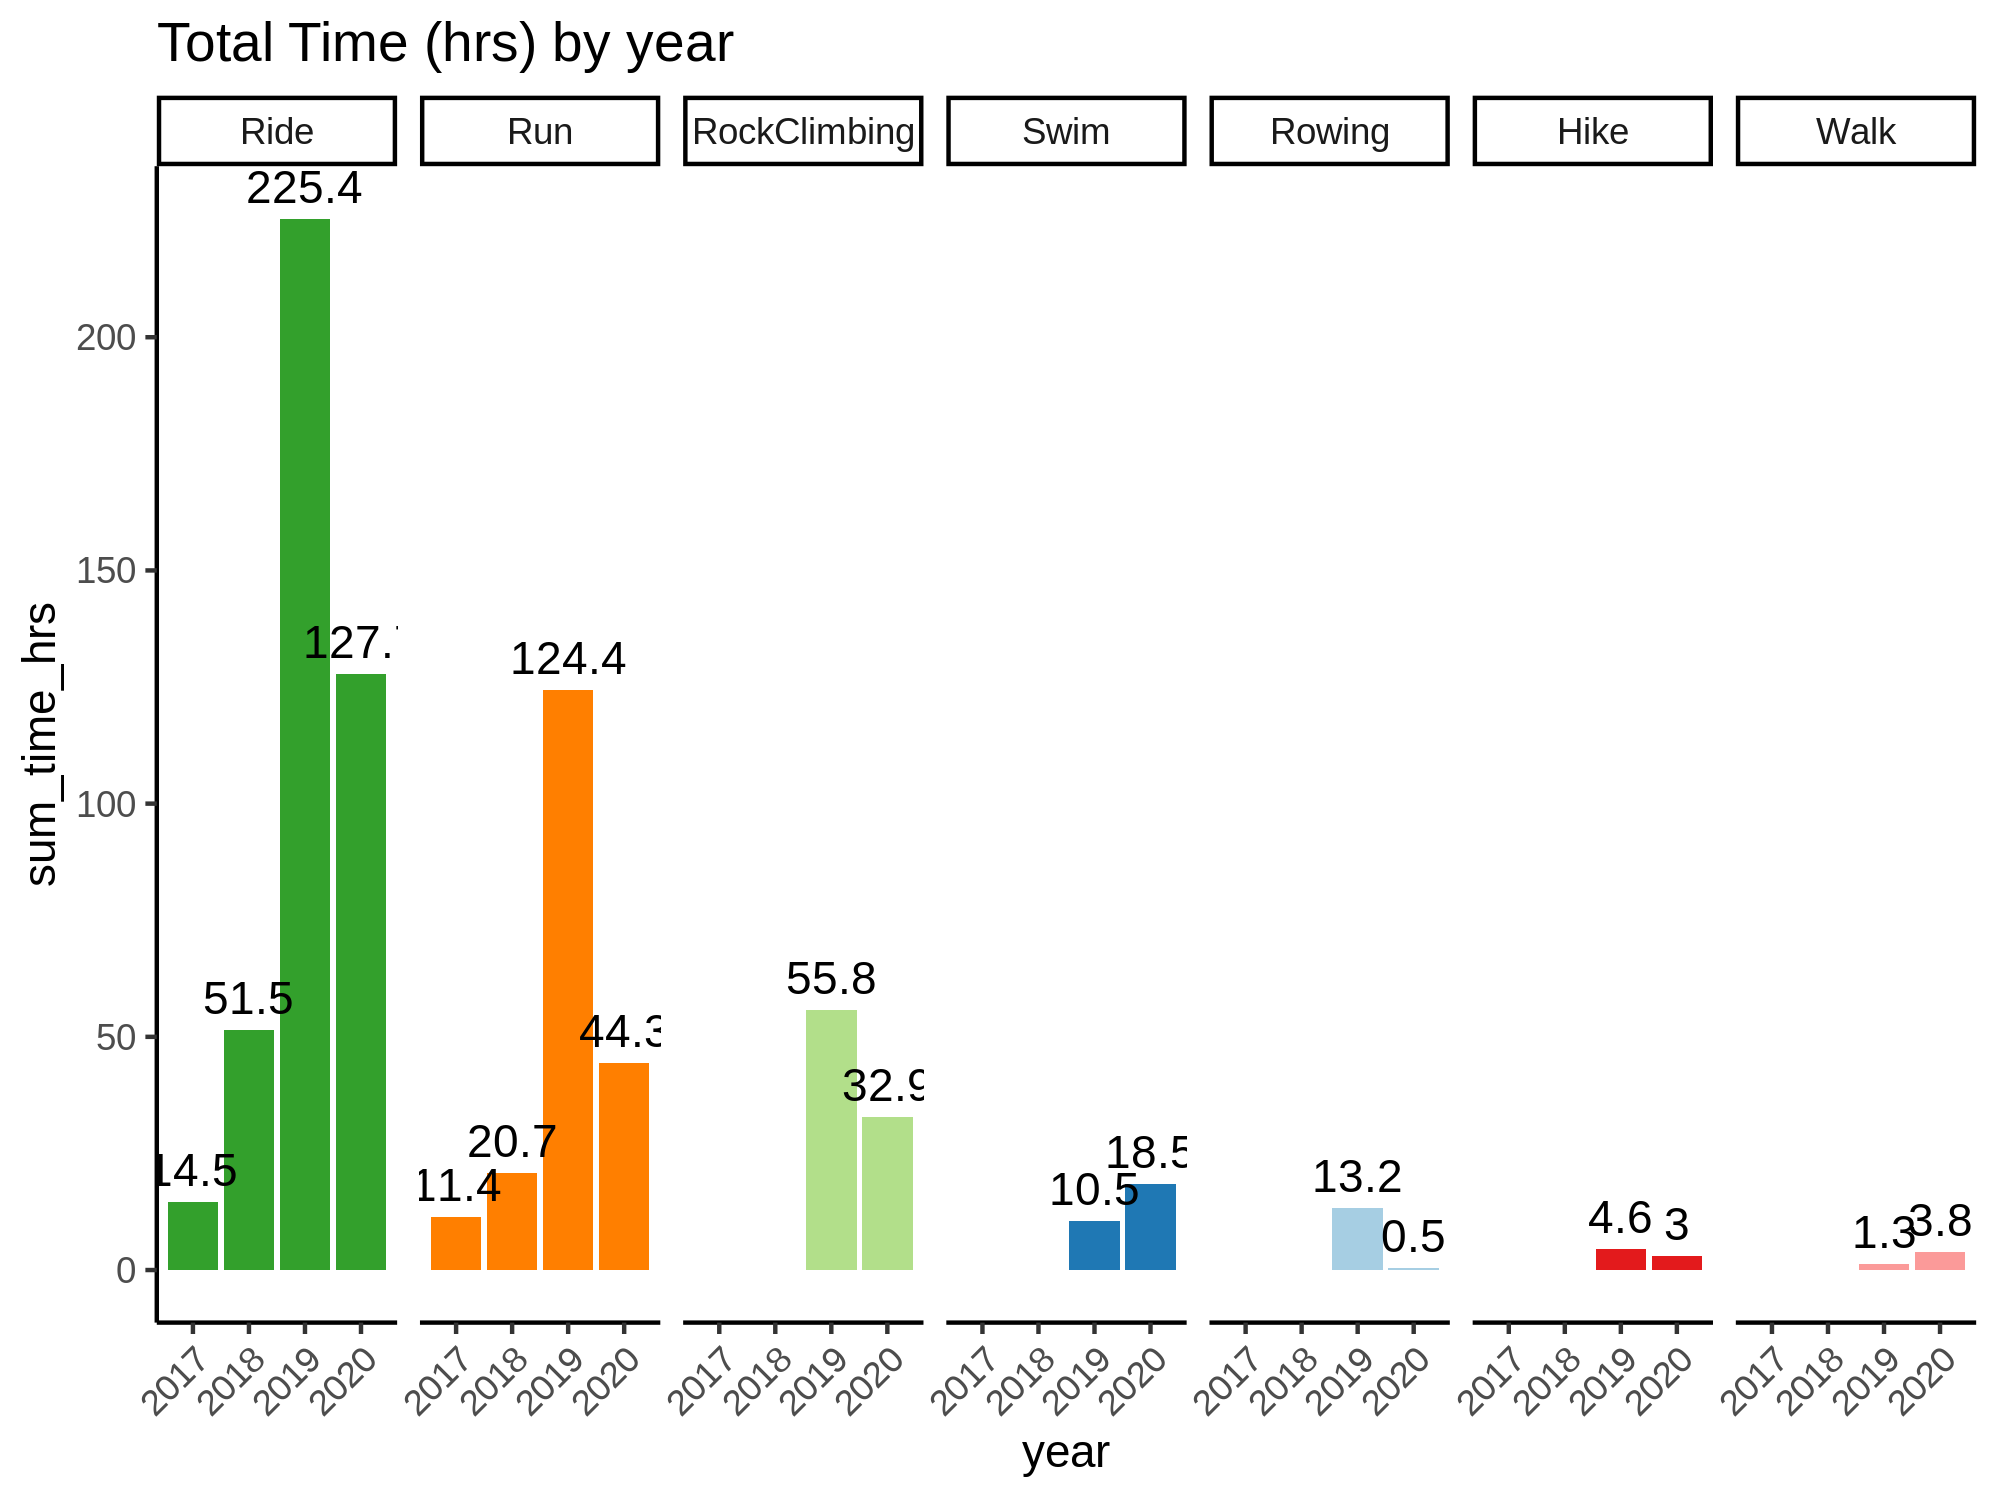 Total Time (hrs) by year
Ride Run RockClimbing Swim Rowing Hike Walk
sum_time_hrs
200
150
100
50
0
14.5 51.5 225.4 127.
11.4 20.7 124.4 44.3
55.8 32.9
10.5 18.5
13.2 0.5
4.6 3
1.3 3.8
2017 2018 2019 2020 2017 2018 2019 2020 2017 2018 2019 2020 2017 2018 2019 2020 2017 2018 2019 2020 2017 2018 2019 2020 2017 2018 2019 2020
year